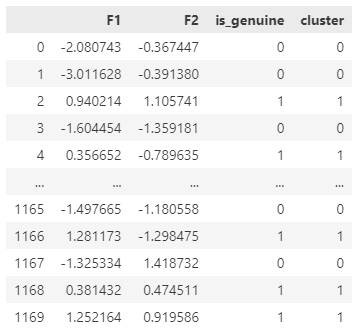 F1 F2 is_genuine cluster
0 -2.080743 -0.367447 0 0
1 -3.011628 -0.391380 0 0
2 0.940214 1.105741 1 1
3 -1.604454 -1.359181 0 0
4 0.356652 -0.789635 1 1
... ... ... ... ...
1165 -1.497665 -1.180558 0 0
1166 1.281173 -1.298475 1 1
1167 -1.325334 1.418732 0 0
1168 0.381432 0.474511 1 1
1169 1.252164 0.919586 1 1